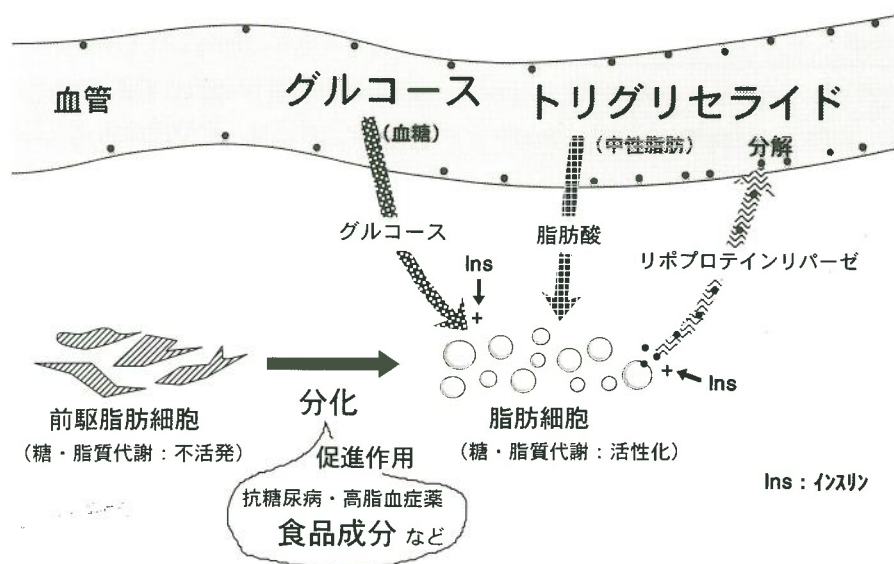 血管
グルコース
(血糖)
トリグリセライド
(中性脂肪)
分解
グルコース
脂肪酸
リポプロテインリパーゼ
Ins
+
+
Ins
前駆脂肪細胞
(糖・脂質代謝:不活発)
分化
脂肪細胞
(糖・脂質代謝:活性化)
促進作用
抗糖尿病・高脂血症薬
食品成分 など
Ins:インスリン